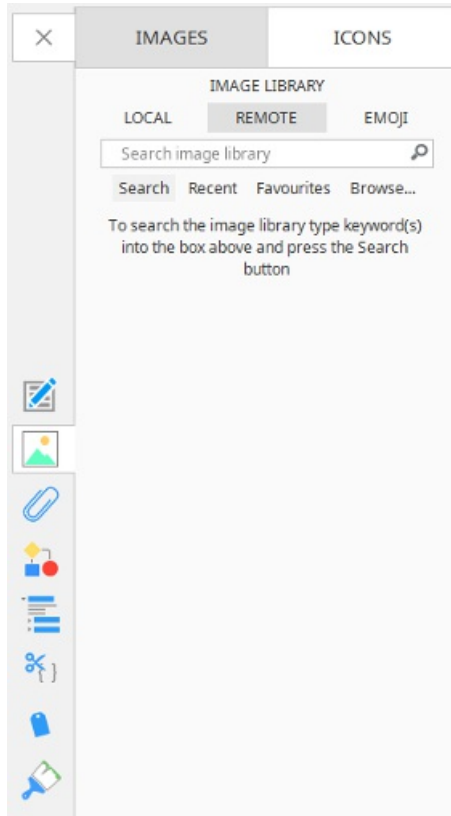 IMAGES ICONS
IMAGE LIBRARY
LOCAL REMOTE EMOJI
Search image library
Search Recent Favourites Browse...
To search the image library type keyword(s)
into the box above and press the Search
button